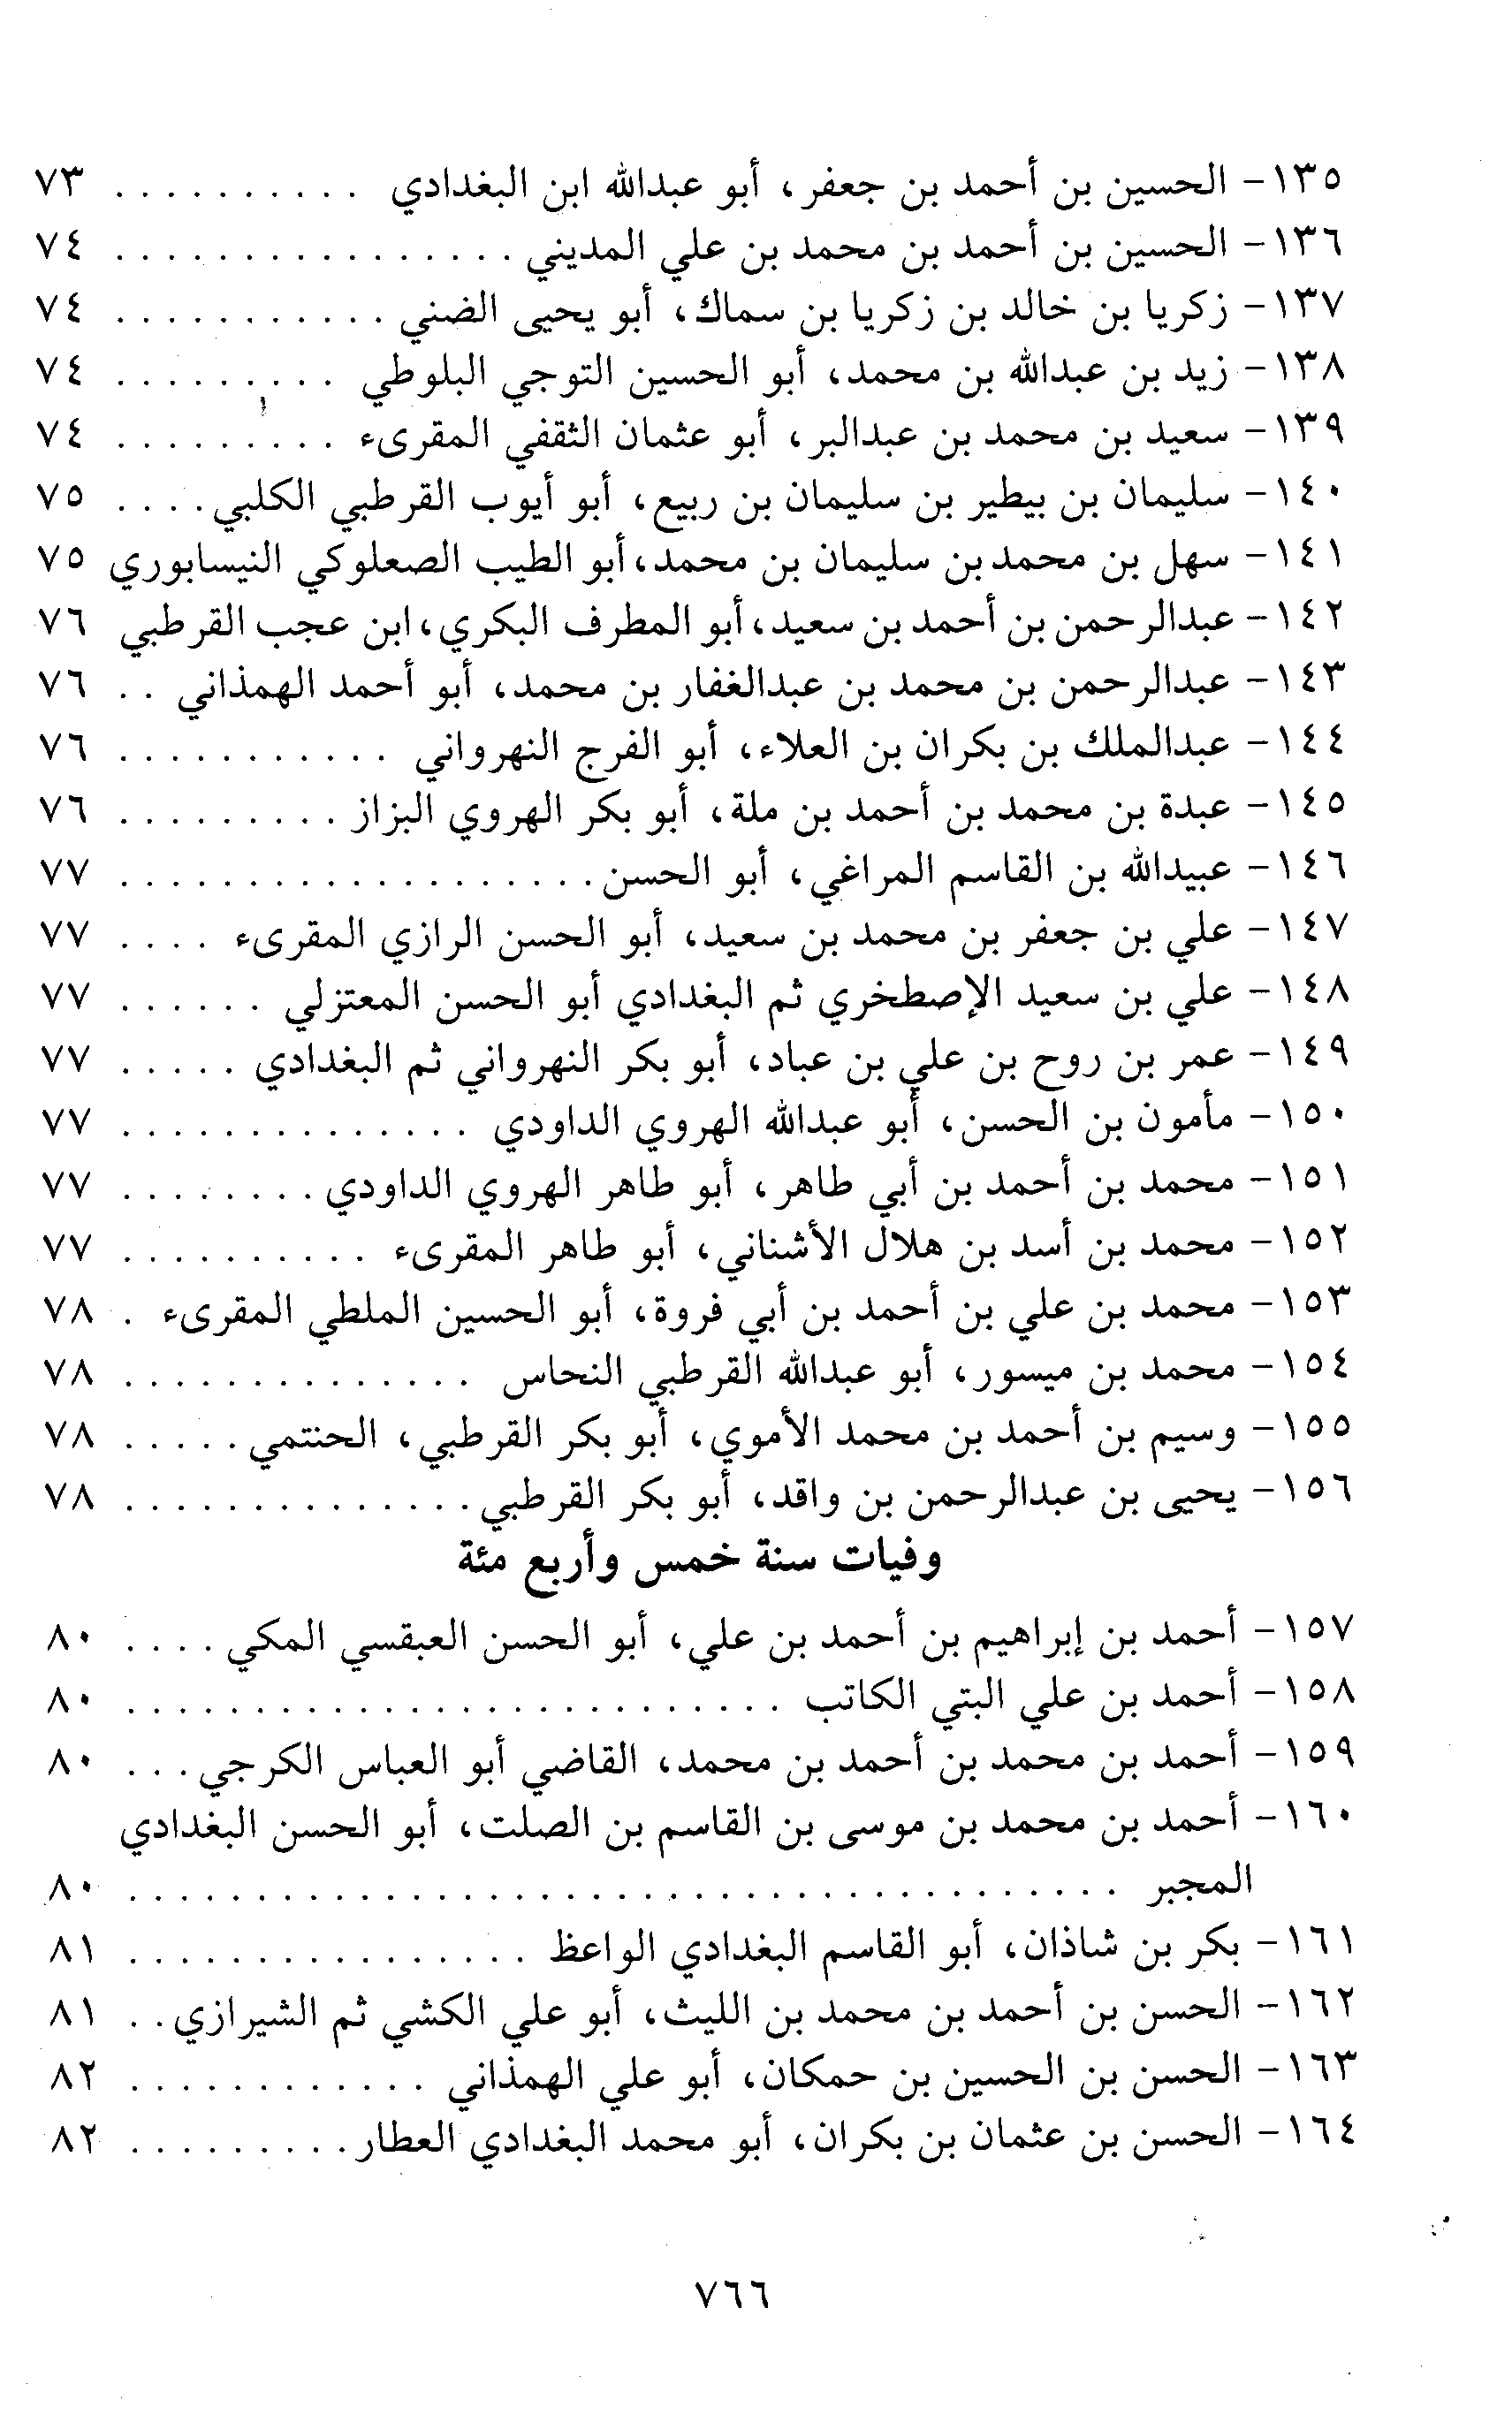 ١٣٥- الحسين بن أحمد بن جعفر، أبو عبدالله ابن البغدادي . . . . . . . . . . ٧٣
١٣٦- الحسين بن أحمد بن محمد بن علي المديني . . . . . . . . . . . . . . . . ٧٤
١٣٧- زكريا بن خالد بن زكريا بن سماك، أبو يحيى الضني . . . . . . . . . . . ٧٤
١٣٨- زيد بن عبدالله بن محمد، أبو الحسين التوجي البلوطي . . . . . . . . . ٧٤
١٣٩- سعيد بن محمد بن عبدالبر، أبو عثمان الثقفي المقرىء . . . . . . . . . ٧٤
١٤٠- سليمان بن بيطير بن سليمان بن ربيع، أبو أيوب القرطبي الكلبي . . . . ٧٥
١٤١- سهل بن محمد بن سليمان بن محمد، أبو الطيب الصعلوكي النيسابوري ٧٥
١٤٢- عبدالرحمن بن أحمد بن سعيد، أبو المطرف البكري، ابن عجب القرطبي ٧٦
١٤٣- عبدالرحمن بن محمد بن عبدالغفار بن محمد، أبو أحمد الهمذاني . . ٧٦
١٤٤- عبدالملك بن بكران بن العلاء، أبو الفرج النهرواني . . . . . . . . . . . ٧٦
١٤٥- عبدة بن محمد بن أحمد بن ملة، أبو بكر الهروي البزاز . . . . . . . . . ٧٦
١٤٦- عبيدالله بن القاسم المراغي، أبو الحسن . . . . . . . . . . . . . . . . . . . ٧٧
١٤٧- علي بن جعفر بن محمد بن سعيد، أبو الحسن الرازي المقرىء . . . . ٧٧
١٤٨- علي بن سعيد الإصطخري ثم البغدادي أبو الحسن المعتزلي . . . . . . ٧٧
١٤٩- عمر بن روح بن علي بن عباد، أبو بكر النهرواني ثم البغدادي . . . . . ٧٧
١٥٠- مأمون بن الحسن، أبو عبدالله الهروي الداودي . . . . . . . . . . . . . . ٧٧
١٥١- محمد بن أحمد بن أبي طاهر، أبو طاهر الهروي الداودي . . . . . . . . ٧٧
١٥٢- محمد بن أسد بن هلال الأشناني، أبو طاهر المقرىء . . . . . . . . . . ٧٧
١٥٣- محمد بن علي بن أحمد بن أبي فروة، أبو الحسين الملطي المقرىء . ٧٨
١٥٤- محمد بن ميسور، أبو عبدالله القرطبي النحاس . . . . . . . . . . . . . . ٧٨
١٥٥- وسيم بن أحمد بن محمد الأموي، أبو بكر القرطبي، الحنتمي . . . . . ٧٨
١٥٦- يحيى بن عبدالرحمن بن واقد، أبو بكر القرطبي . . . . . . . . . . . . . . ٧٨
وفيات سنة خمس وأربع مئة
١٥٧- أحمد بن إبراهيم بن أحمد بن علي، أبو الحسن العبقسي المكي . . . . ٨٠
١٥٨- أحمد بن علي البتي الكاتب . . . . . . . . . . . . . . . . . . . . . . . . . . ٨٠
١٥٩- أحمد بن محمد بن أحمد بن محمد، القاضي أبو العباس الكرجي . . . ٨٠
١٦٠- أحمد بن محمد بن موسى بن القاسم بن الصلت، أبو الحسن البغدادي
المجبر . . . . . . . . . . . . . . . . . . . . . . . . . . . . . . . . . . . . . . . ٨٠
١٦١- بكر بن شاذان، أبو القاسم البغدادي الواعظ . . . . . . . . . . . . . . . . ٨١
١٦٢- الحسن بن أحمد بن محمد بن الليث، أبو علي الكشي ثم الشيرازي . . ٨١
١٦٣- الحسن بن الحسين بن حمكان، أبو علي الهمذاني . . . . . . . . . . . . ٨٢
١٦٤- الحسن بن عثمان بن بكران، أبو محمد البغدادي العطار . . . . . . . . . ٨٢
٧٦٦